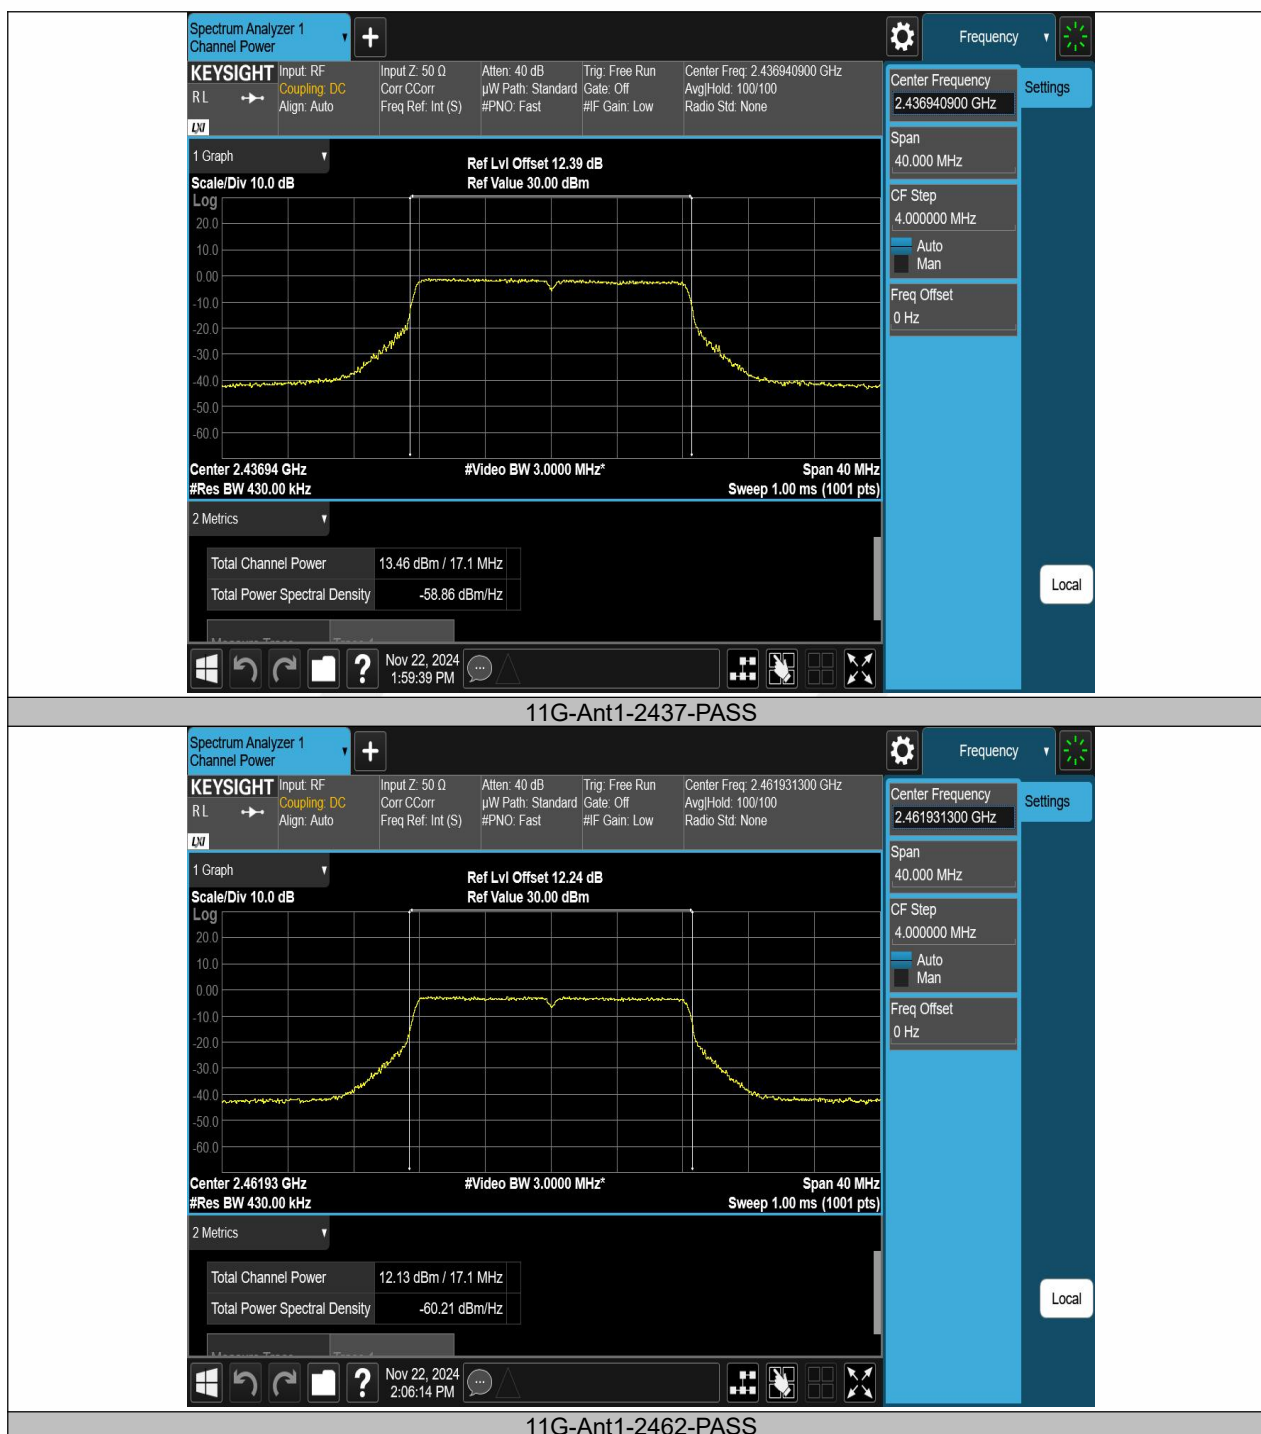 Spectrum Analyzer 1
Channel Power
Frequency
KEYSIGHT
RL
LXI
Input: RF
Coupling: DC
Align: Auto
Input Z: 50 Ω
Corr CCorr
Freq Ref: Int (S)
Atten: 40 dB
µW Path: Standard
#PNO: Fast
Trig: Free Run
Gate: Off
#IF Gain: Low
Center Freq: 2.436940900 GHz
Avg|Hold: 100/100
Radio Std: None
Center Frequency
2.436940900 GHz
Settings
Span
40.000 MHz
CF Step
4.000000 MHz
Auto
Man
Freq Offset
0 Hz
Local
1 Graph
Scale/Div 10.0 dB
Ref Lvl Offset 12.39 dB
Ref Value 30.00 dBm
Log
20.0
10.0
0.00
-10.0
-20.0
-30.0
-40.0
-50.0
-60.0
Center 2.43694 GHz
#Video BW 3.0000 MHz*
Span 40 MHz
#Res BW 430.00 kHz
Sweep 1.00 ms (1001 pts)
2 Metrics
Total Channel Power 13.46 dBm / 17.1 MHz
Total Power Spectral Density -58.86 dBm/Hz
?
Nov 22, 2024
1:59:39 PM
11G-Ant1-2437-PASS
Spectrum Analyzer 1
Channel Power
Frequency
KEYSIGHT
RL
LXI
Input: RF
Coupling: DC
Align: Auto
Input Z: 50 Ω
Corr CCorr
Freq Ref: Int (S)
Atten: 40 dB
µW Path: Standard
#PNO: Fast
Trig: Free Run
Gate: Off
#IF Gain: Low
Center Freq: 2.461931300 GHz
Avg|Hold: 100/100
Radio Std: None
Center Frequency
2.461931300 GHz
Settings
Span
40.000 MHz
CF Step
4.000000 MHz
Auto
Man
Freq Offset
0 Hz
Local
1 Graph
Scale/Div 10.0 dB
Ref Lvl Offset 12.24 dB
Ref Value 30.00 dBm
Log
20.0
10.0
0.00
-10.0
-20.0
-30.0
-40.0
-50.0
-60.0
Center 2.46193 GHz
#Video BW 3.0000 MHz*
Span 40 MHz
#Res BW 430.00 kHz
Sweep 1.00 ms (1001 pts)
2 Metrics
Total Channel Power 12.13 dBm / 17.1 MHz
Total Power Spectral Density -60.21 dBm/Hz
?
Nov 22, 2024
2:06:14 PM
11G-Ant1-2462-PASS